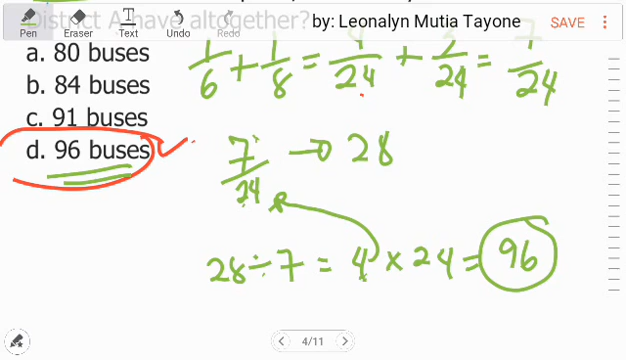 District A have altogether?
by: Leonalyn Mutia Tayone
SAVE
Pen
Eraser
Text
Undo
Redo
a. 80 buses
b. 84 buses
c. 91 buses
d. 96 buses
1/6 + 1/8 = 4/24 + 3/24 = 7/24
7/24 → 28
28 ÷ 7 = 4 × 24 = 96
4/11